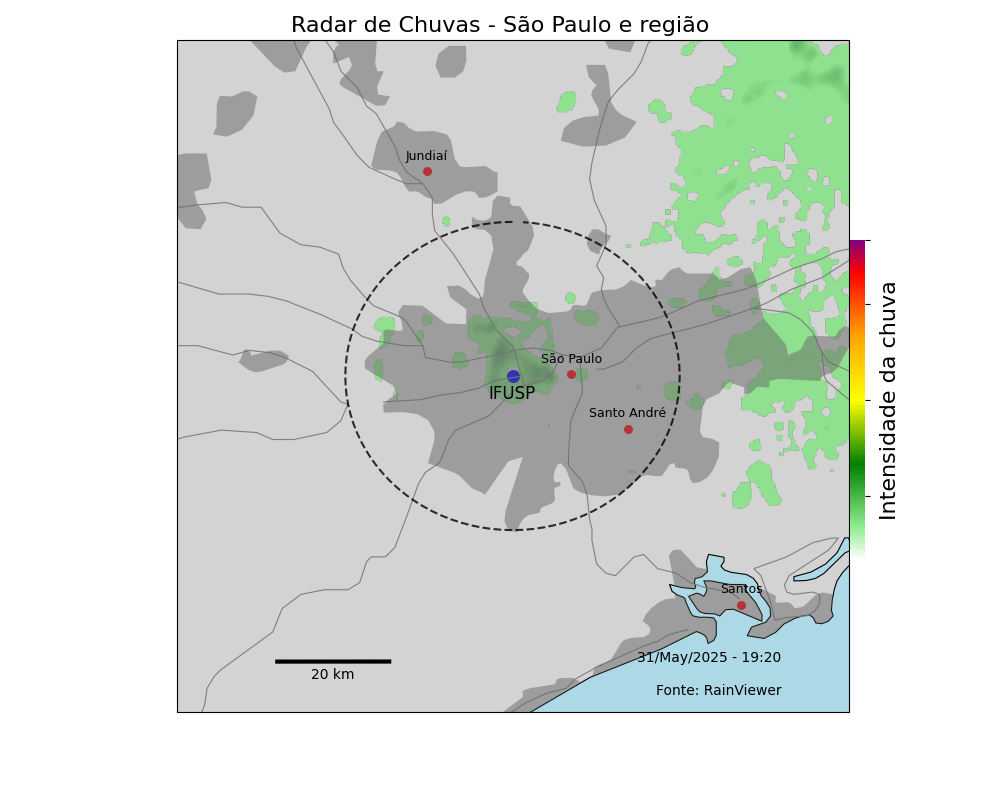 Radar de Chuvas - São Paulo e região
Jundiaí
São Paulo
IFUSP
Santo André
Intensidade da chuva
Santos
31/May/2025 - 19:20
20 km
Fonte: RainViewer